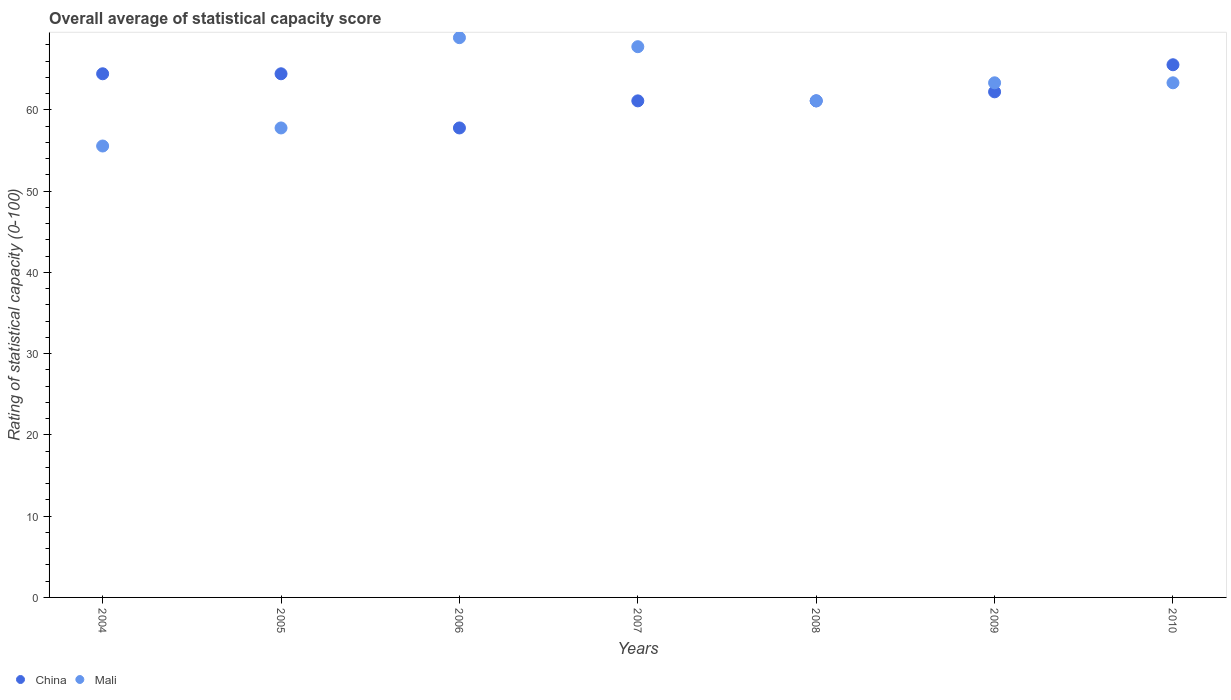 Overall average of statistical capacity score
Rating of statistical capacity (0-100)
60
50
40
30
20
10
0
2004
2005
2006
2007
2008
2009
2010
Years
China
Mali